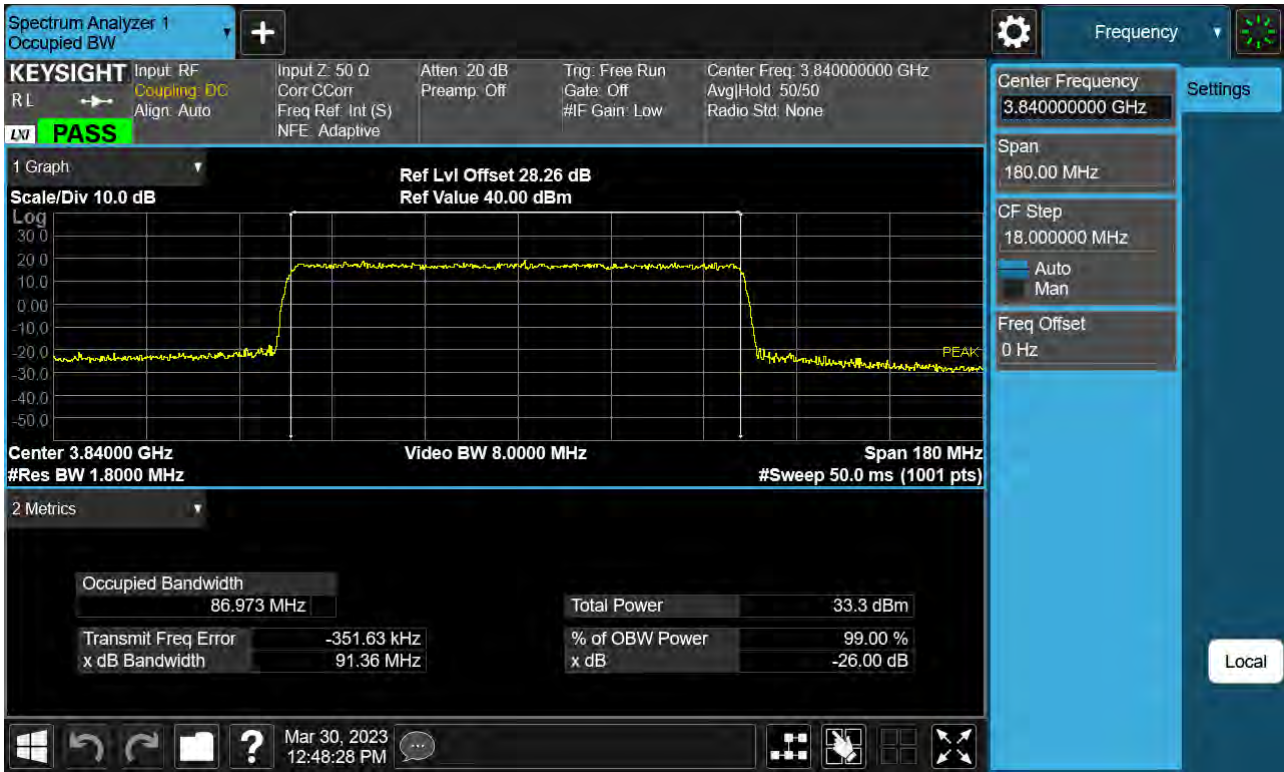 Spectrum Analyzer 1
Occupied BW
+
Frequency
KEYSIGHT
RL
LXI
PASS
Input: RF
Coupling: DC
Align: Auto
Input Z: 50 Ω
Corr CCorr
Freq Ref: Int (S)
NFE: Adaptive
Atten: 20 dB
Preamp: Off
Trig: Free Run
Gate: Off
#IF Gain: Low
Center Freq: 3.840000000 GHz
Avg|Hold: 50/50
Radio Std: None
Center Frequency
3.840000000 GHz
Settings
Span
180.00 MHz
CF Step
18.000000 MHz
Auto
Man
Freq Offset
0 Hz
1 Graph
Scale/Div 10.0 dB
Ref Lvl Offset 28.26 dB
Ref Value 40.00 dBm
Log
30.0
20.0
10.0
0.00
-10.0
-20.0
-30.0
-40.0
-50.0
PEAK
Center 3.84000 GHz
Video BW 8.0000 MHz
Span 180 MHz
#Res BW 1.8000 MHz
#Sweep 50.0 ms (1001 pts)
2 Metrics
Occupied Bandwidth
86.973 MHz
Total Power 33.3 dBm
Transmit Freq Error -351.63 kHz
% of OBW Power 99.00 %
x dB Bandwidth 91.36 MHz
x dB -26.00 dB
Local
?
Mar 30, 2023
12:48:28 PM